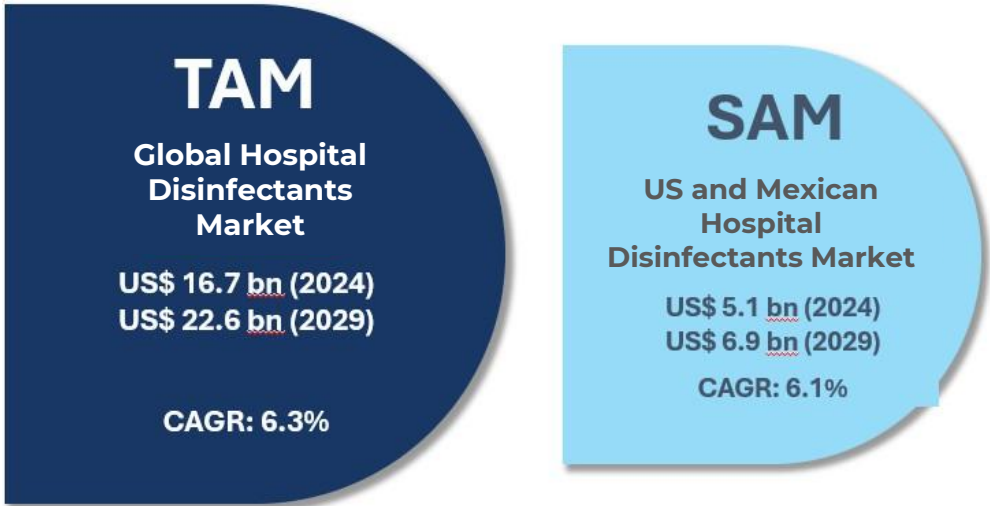 TAM
Global Hospital
Disinfectants
Market
US$ 16.7 bn (2024)
US$ 22.6 bn (2029)
CAGR: 6.3%
SAM
US and Mexican
Hospital
Disinfectants Market
US$ 5.1 bn (2024)
US$ 6.9 bn (2029)
CAGR: 6.1%